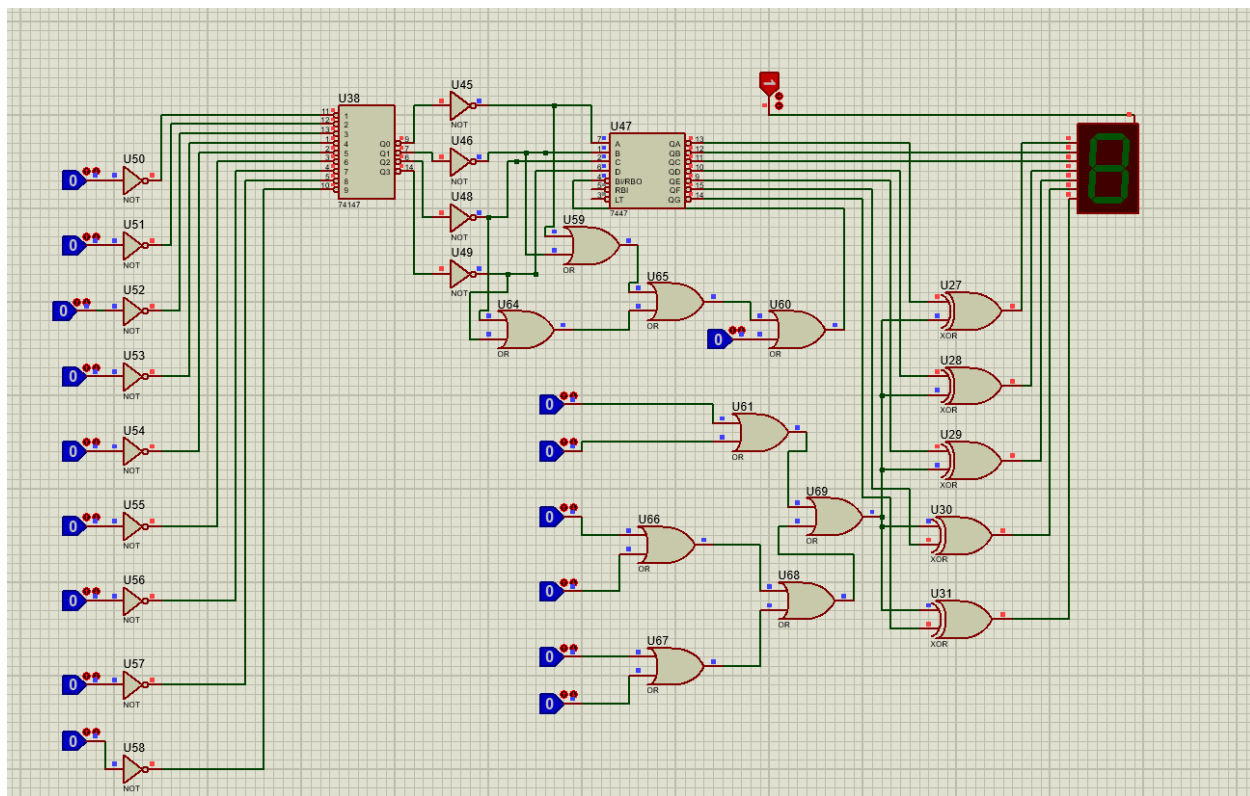 U50
0
NOT
U51
0
NOT
U52
0
NOT
U53
0
NOT
U54
0
NOT
U55
0
NOT
U56
0
NOT
U57
0
NOT
U58
0
NOT
U38
11 1
12 2
13 3
1 4
2 5
3 6
4 7
5 8
10 9
Q0 9
Q1 7
Q2 6
Q3 14
74147
U45
NOT
U46
NOT
U48
NOT
U49
NOT
U47
7 A QA 13
1 B QB 12
2 C QC 11
6 D QD 10
4 BI/RBO QE 9
5 RBI QF 15
3 LT QG 14
7447
1
U59
OR
U64
OR
U65
OR
U60
0
OR
0
0
U61
OR
0
0
U66
OR
0
0
U67
OR
U68
OR
U69
OR
U27
XOR
U28
XOR
U29
XOR
U30
XOR
U31
XOR